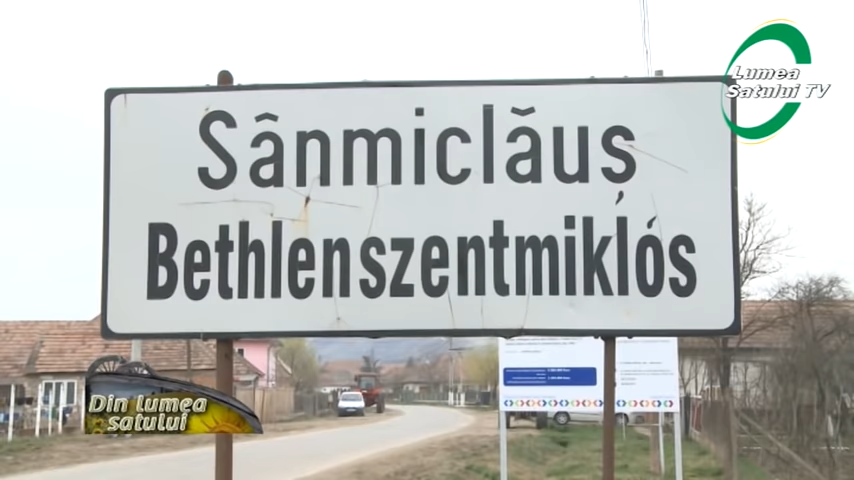 Lumea
Satului TV
Sânmiclăuș
Bethlenszentmiklós
Din lumea
satului